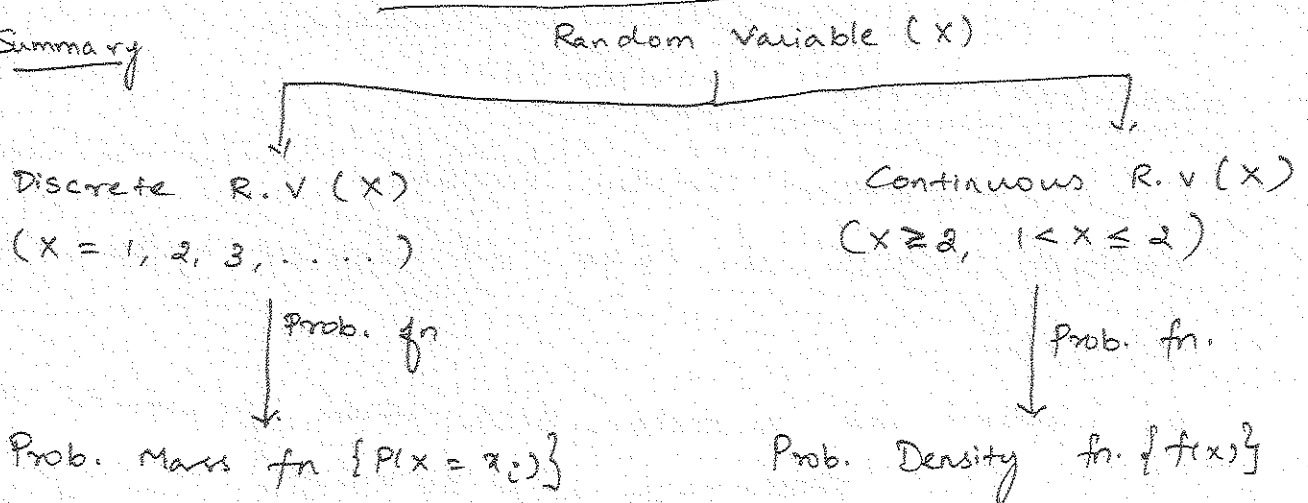 Summary
Random Variable (X)
Discrete R.V (X)
Continuous R.V (X)
(X = 1, 2, 3, .....)
(X ≥ 2, 1 < X ≤ 2)
Prob. fn
Prob. fn.
Prob. Mass fn {P(X = xi)}
Prob. Density fn. {f(x)}